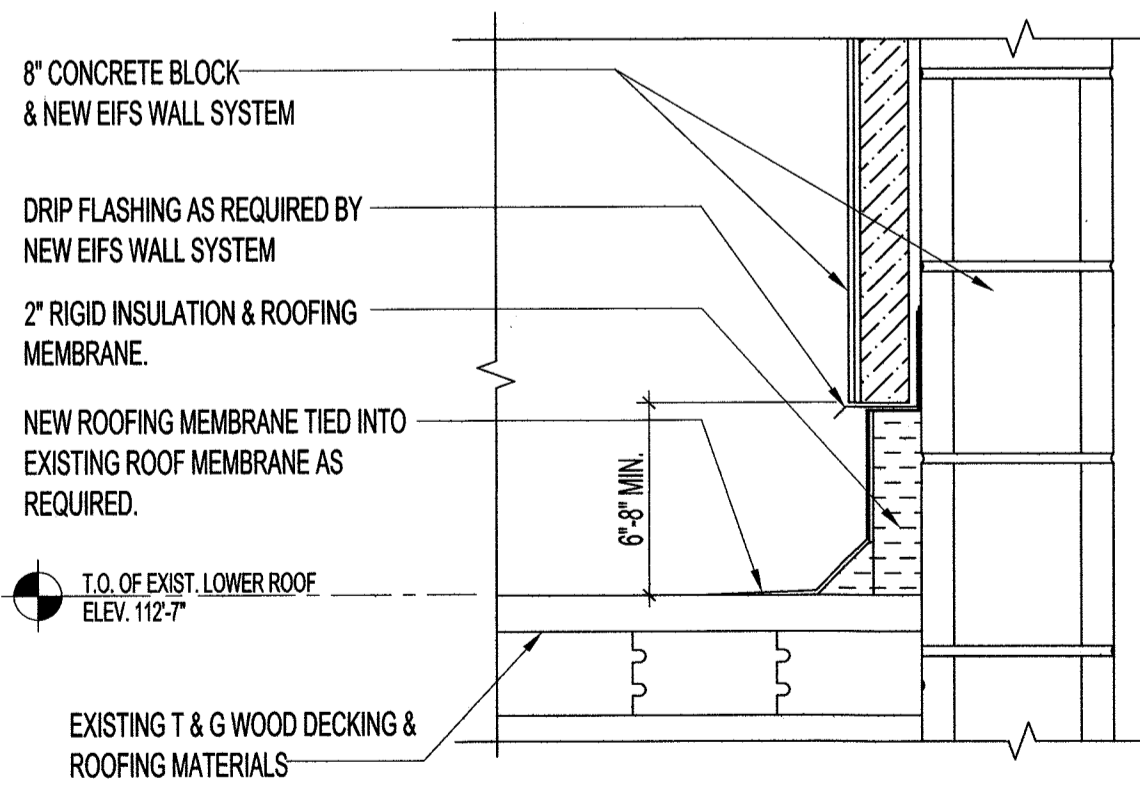 8" CONCRETE BLOCK
& NEW EIFS WALL SYSTEM
DRIP FLASHING AS REQUIRED BY
NEW EIFS WALL SYSTEM
2" RIGID INSULATION & ROOFING
MEMBRANE.
NEW ROOFING MEMBRANE TIED INTO
EXISTING ROOF MEMBRANE AS
REQUIRED.
6"-8" MIN.
T.O. OF EXIST. LOWER ROOF
ELEV. 112'-7"
EXISTING T & G WOOD DECKING &
ROOFING MATERIALS